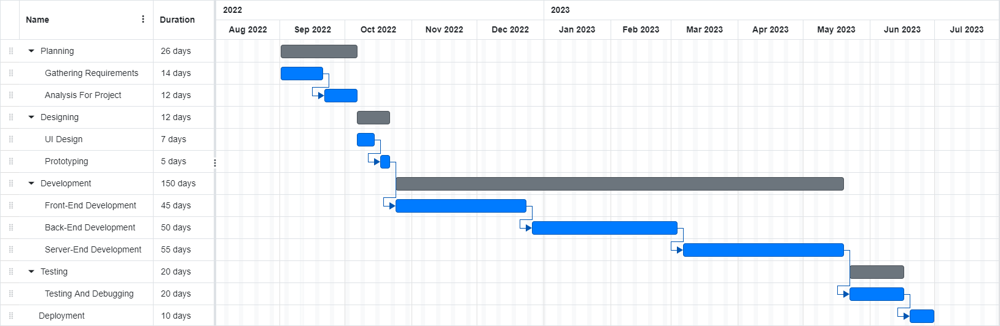 2022 2023
Name Duration
Aug 2022 Sep 2022 Oct 2022 Nov 2022 Dec 2022 Jan 2023 Feb 2023 Mar 2023 Apr 2023 May 2023 Jun 2023 Jul 2023
Planning 26 days
Gathering Requirements 14 days
Analysis For Project 12 days
Designing 12 days
UI Design 7 days
Prototyping 5 days
Development 150 days
Front-End Development 45 days
Back-End Development 50 days
Server-End Development 55 days
Testing 20 days
Testing And Debugging 20 days
Deployment 10 days